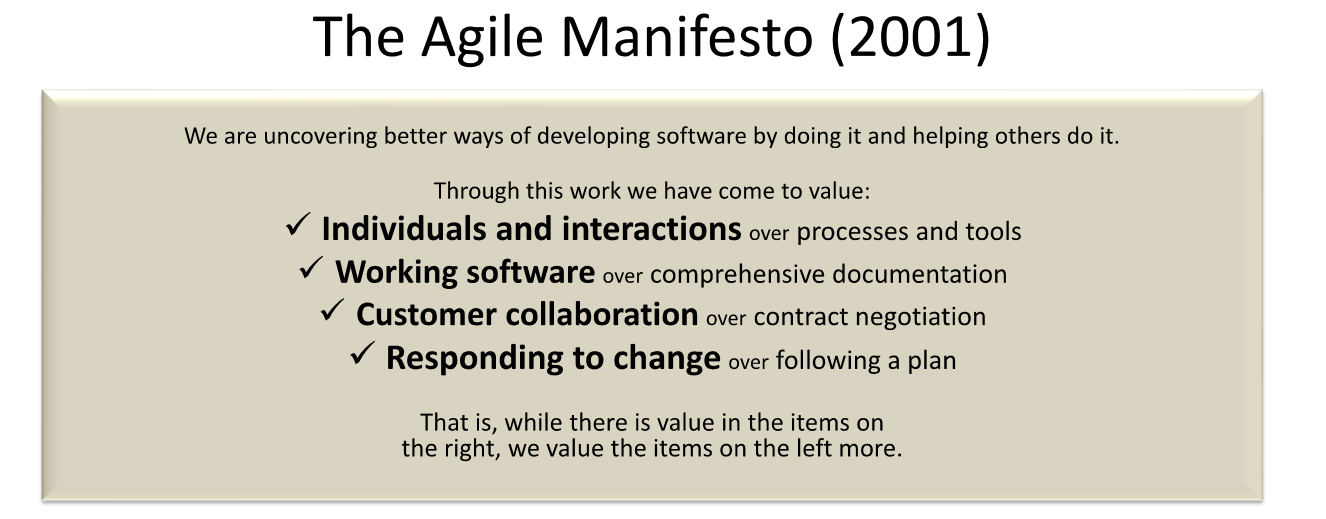 The Agile Manifesto (2001)
We are uncovering better ways of developing software by doing it and helping others do it.
Through this work we have come to value:
✓ Individuals and interactions over processes and tools
✓ Working software over comprehensive documentation
✓ Customer collaboration over contract negotiation
✓ Responding to change over following a plan
That is, while there is value in the items on
the right, we value the items on the left more.